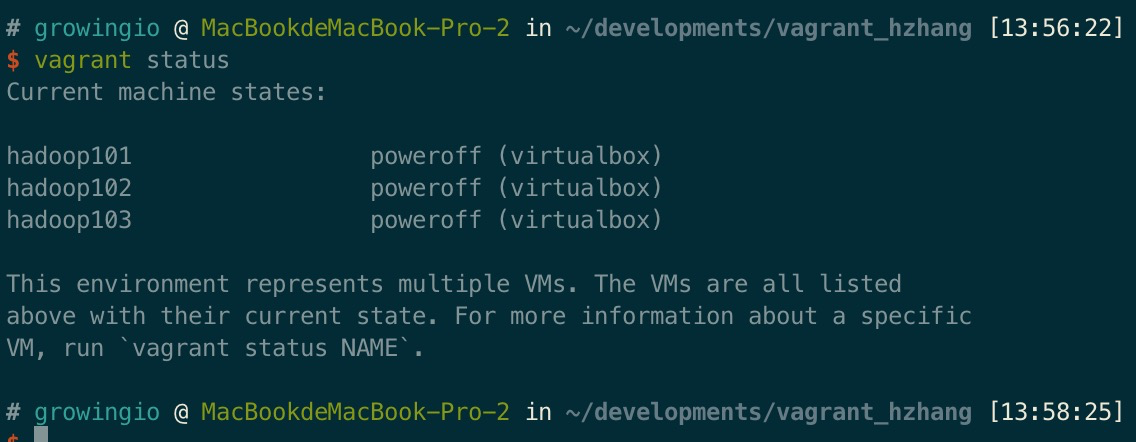 # growingio @ MacBookdeMacBook-Pro-2 in ~/developments/vagrant_hzhang [13:56:22]
$ vagrant status
Current machine states:
hadoop101 poweroff (virtualbox)
hadoop102 poweroff (virtualbox)
hadoop103 poweroff (virtualbox)
This environment represents multiple VMs. The VMs are all listed
above with their current state. For more information about a specific
VM, run `vagrant status NAME`.
# growingio @ MacBookdeMacBook-Pro-2 in ~/developments/vagrant_hzhang [13:58:25]
$